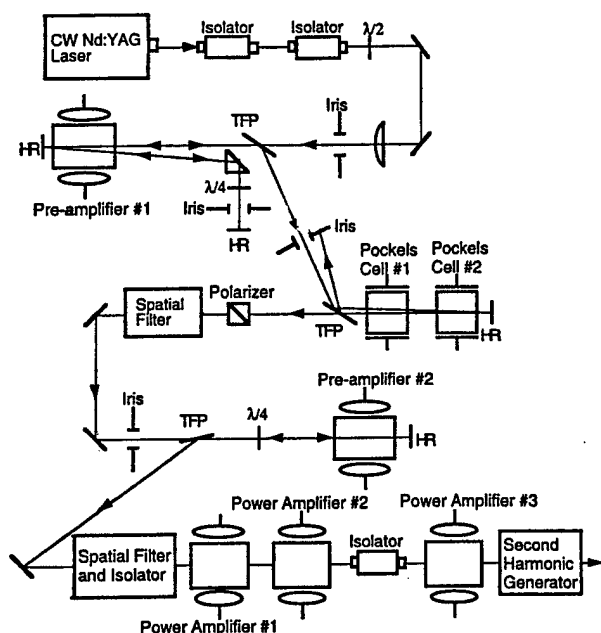 Isolator
Isolator
λ/2
CW Nd:YAG
Laser
Iris
TFP
HR
λ/4
Pre-amplifier #1
Iris
HR
Iris
Pockels
Cell #1
Pockels
Cell #2
Polarizer
Spatial
Filter
TFP
HR
Pre-amplifier #2
Iris
TFP
λ/4
HR
Power Amplifier #2
Power Amplifier #3
Isolator
Spatial Filter
and Isolator
Second
Harmonic
Generator
Power Amplifier #1